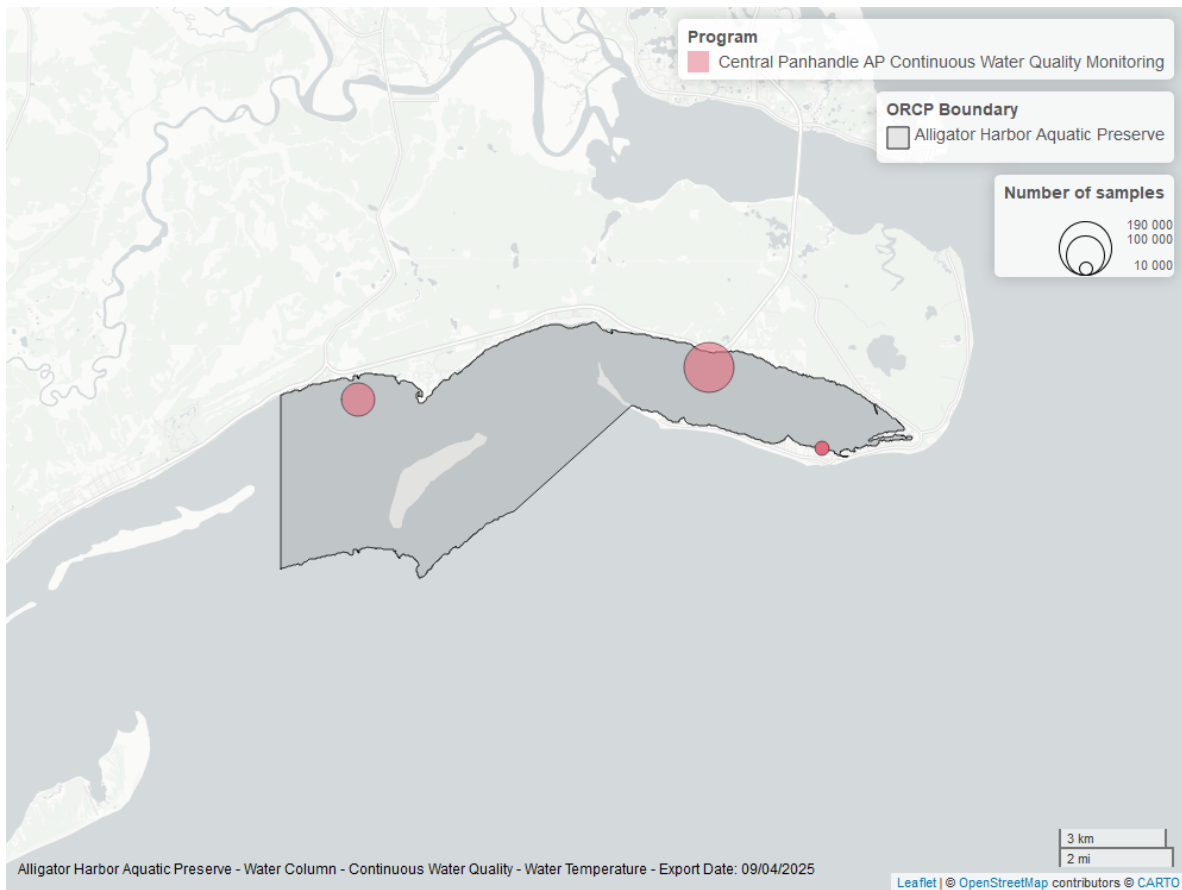 Program
Central Panhandle AP Continuous Water Quality Monitoring
ORCP Boundary
Alligator Harbor Aquatic Preserve
Number of samples
190 000
100 000
10 000
3 km
2 mi
Alligator Harbor Aquatic Preserve - Water Column - Continuous Water Quality - Water Temperature - Export Date: 09/04/2025
Leaflet | © OpenStreetMap contributors © CARTO